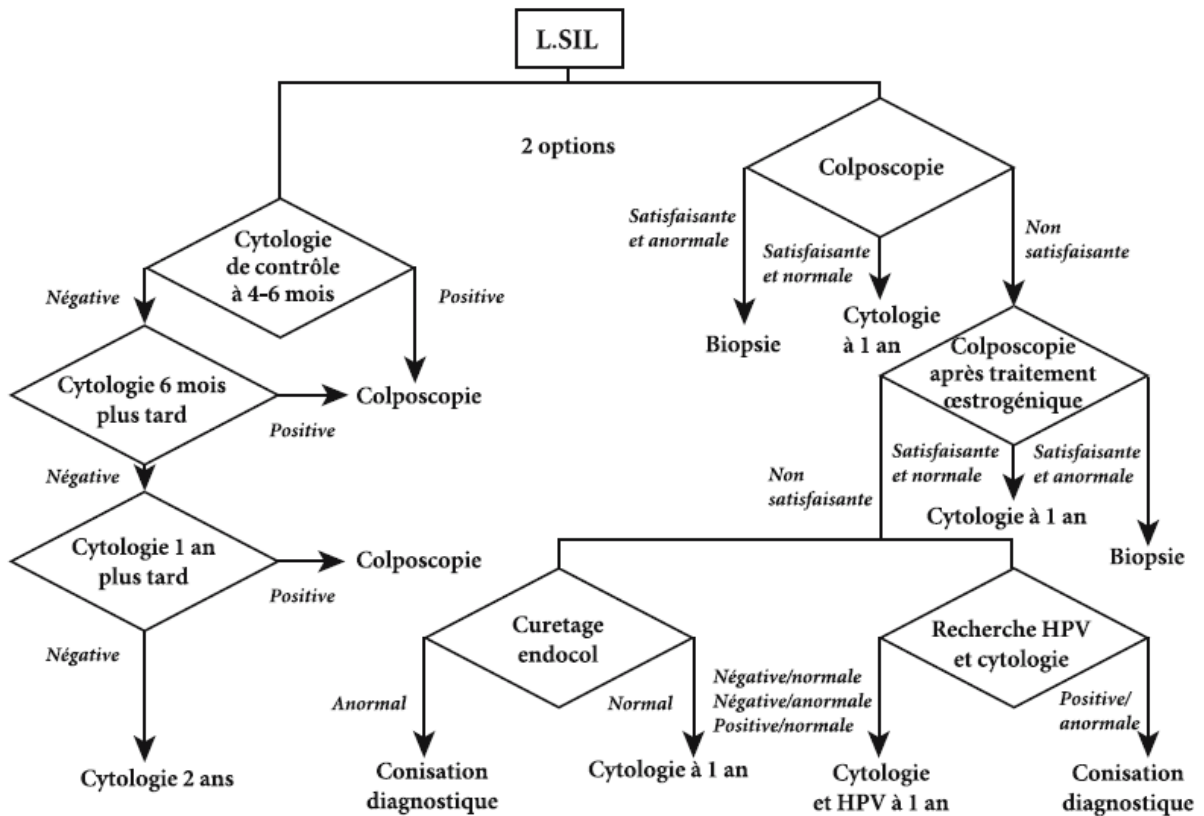 L.SIL
2 options
Colposcopie
Satisfaisante
et anormale
Satisfaisante
et normale
Non
satisfaisante
Cytologie
de contrôle
à 4-6 mois
Négative
Positive
Biopsie
Cytologie
à 1 an
Colposcopie
après traitement
œstrogénique
Cytologie 6 mois
plus tard
Positive
Colposcopie
Négative
Non
satisfaisante
Satisfaisante
et normale
Satisfaisante
et anormale
Cytologie à 1 an
Biopsie
Cytologie 1 an
plus tard
Positive
Colposcopie
Négative
Curetage
endocol
Recherche HPV
et cytologie
Anormal
Normal
Négative/normale
Négative/anormale
Positive/normale
Positive/
anormale
Cytologie 2 ans
Conisation
diagnostique
Cytologie à 1 an
Cytologie
et HPV à 1 an
Conisation
diagnostique